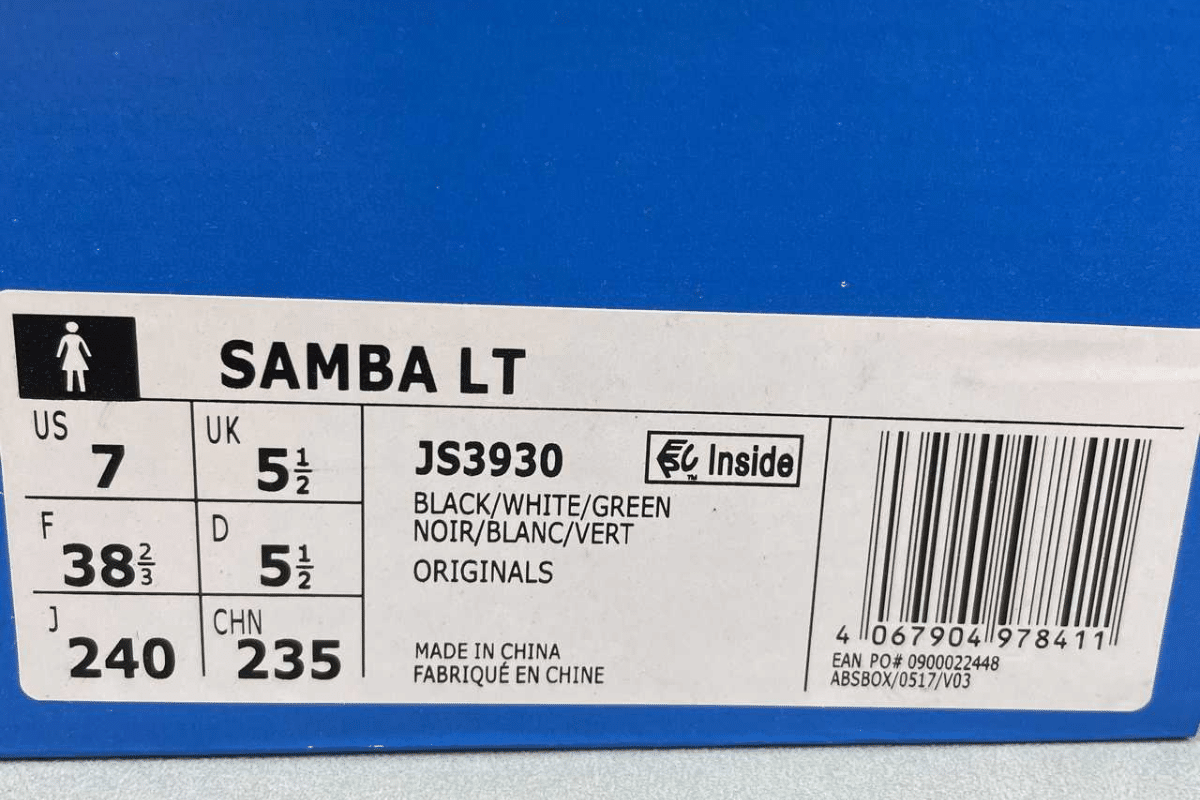 SAMBA LT
US 7
UK 5½
F 38⅔
D 5½
J 240
CHN 235
JS3930
Inside
BLACK/WHITE/GREEN
NOIR/BLANC/VERT
ORIGINALS
MADE IN CHINA
FABRIQUÉ EN CHINE
4 067904 978411
EAN PO# 0900022448
ABSBOX/0517/V03